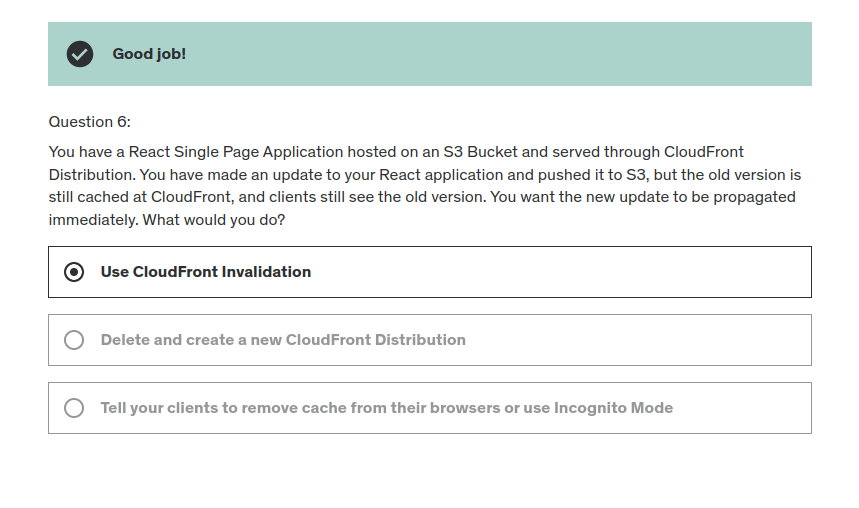 Good job!
Question 6:
You have a React Single Page Application hosted on an S3 Bucket and served through CloudFront
Distribution. You have made an update to your React application and pushed it to S3, but the old version is
still cached at CloudFront, and clients still see the old version. You want the new update to be propagated
immediately. What would you do?
Use CloudFront Invalidation
Delete and create a new CloudFront Distribution
Tell your clients to remove cache from their browsers or use Incognito Mode